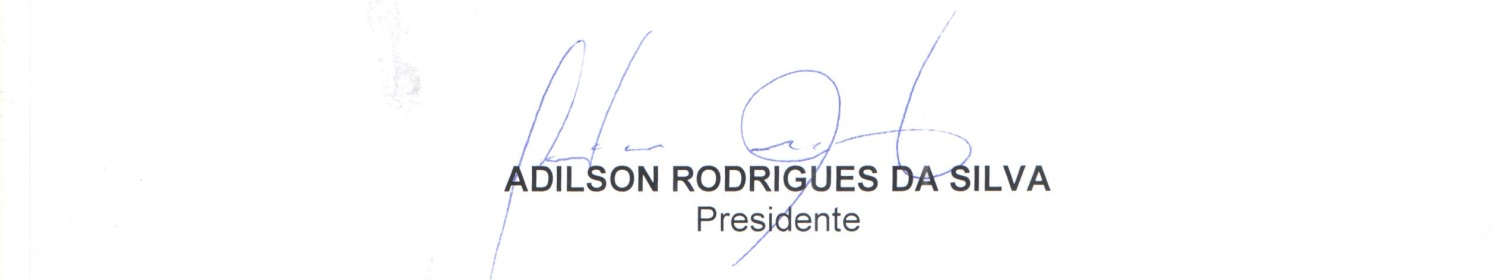 ADILSON RODRIGUES DA SILVA
Presidente